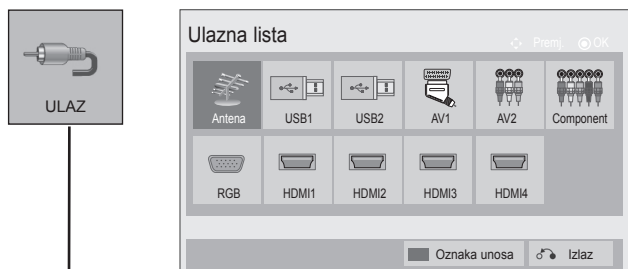 Ulazna lista
Premj. OK
ULAZ
Antena USB1 USB2 AV1 AV2 Component
RGB HDMI1 HDMI2 HDMI3 HDMI4
Oznaka unosa Izlaz